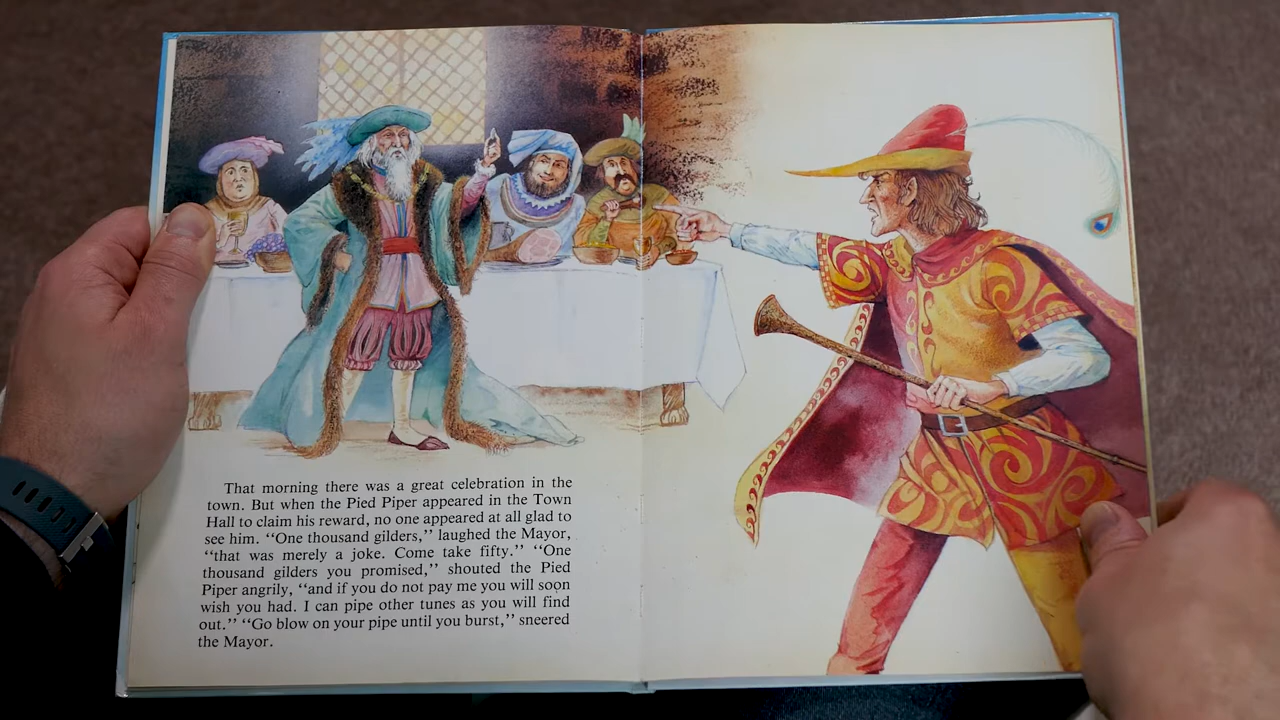 That morning there was a great celebration in the
town. But when the Pied Piper appeared in the Town
Hall to claim his reward, no one appeared at all glad to
see him. “One thousand gilders,” laughed the Mayor,
“that was merely a joke. Come take fifty.” “One
thousand gilders you promised,” shouted the Pied
Piper angrily, “and if you do not pay me you will soon
wish you had. I can pipe other tunes as you will find
out.” “Go blow on your pipe until you burst,” sneered
the Mayor.